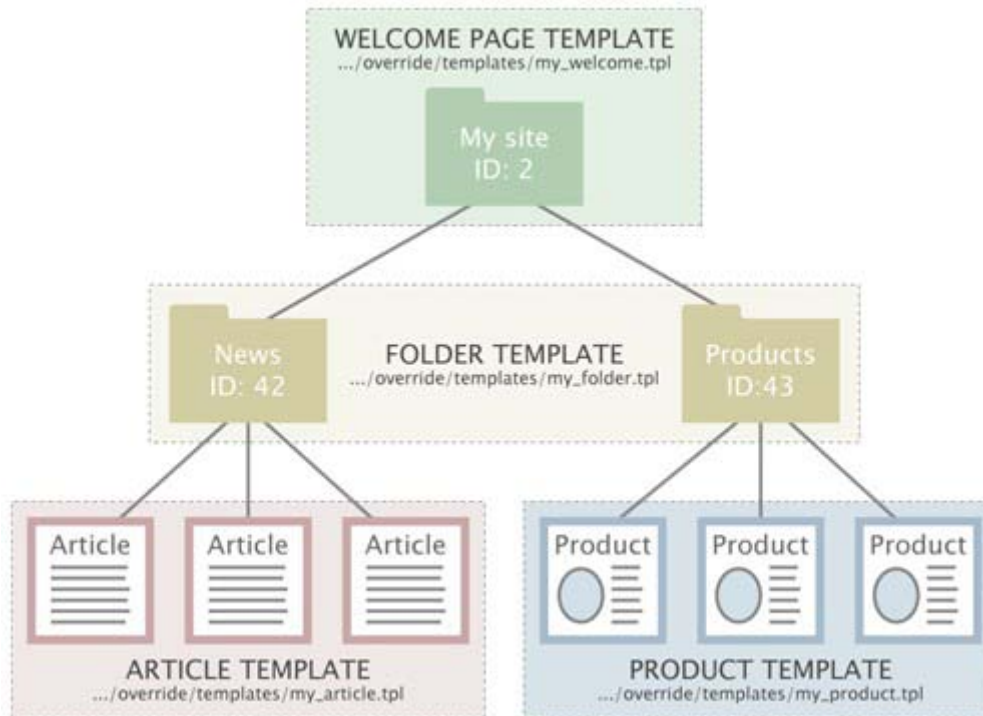 WELCOME PAGE TEMPLATE
.../override/templates/my_welcome.tpl
My site
ID: 2
News
ID: 42
FOLDER TEMPLATE
.../override/templates/my_folder.tpl
Products
ID:43
Article
Article
Article
ARTICLE TEMPLATE
.../override/templates/my_article.tpl
Product
Product
Product
PRODUCT TEMPLATE
.../override/templates/my_product.tpl